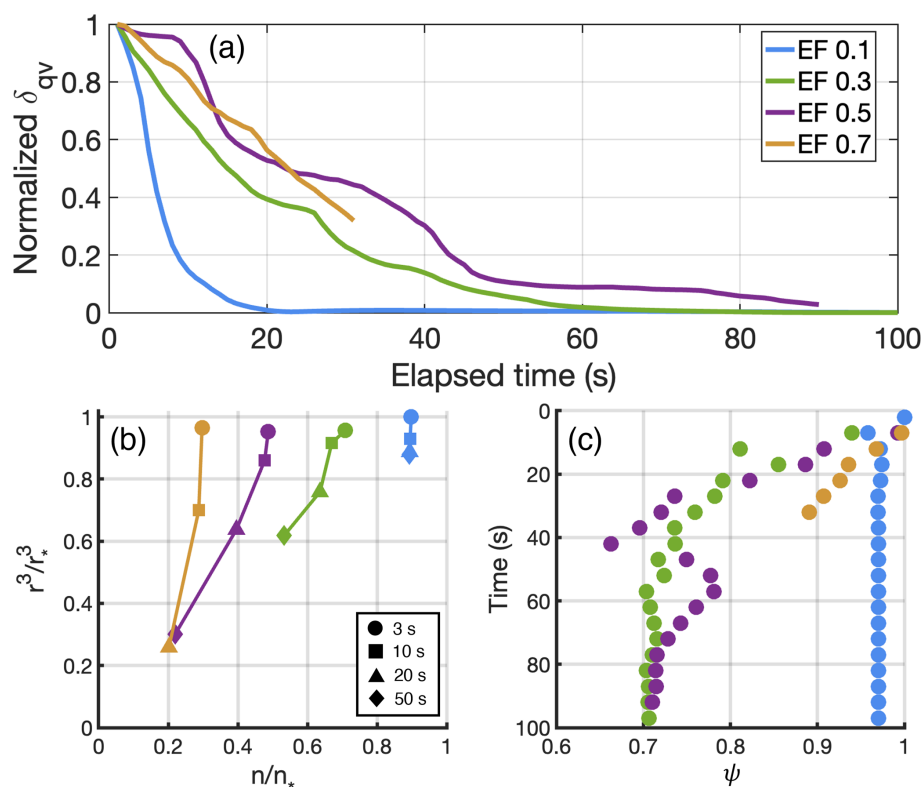 (a)
Normalized δqv
1
0.8
0.6
0.4
0.2
0
0 20 40 60 80 100
Elapsed time (s)
EF 0.1
EF 0.3
EF 0.5
EF 0.7
(b)
r³/r*³
1
0.8
0.6
0.4
0.2
0
0 0.2 0.4 0.6 0.8 1
n/n*
3 s
10 s
20 s
50 s
(c)
Time (s)
0
20
40
60
80
100
0.6 0.7 0.8 0.9 1
ψ